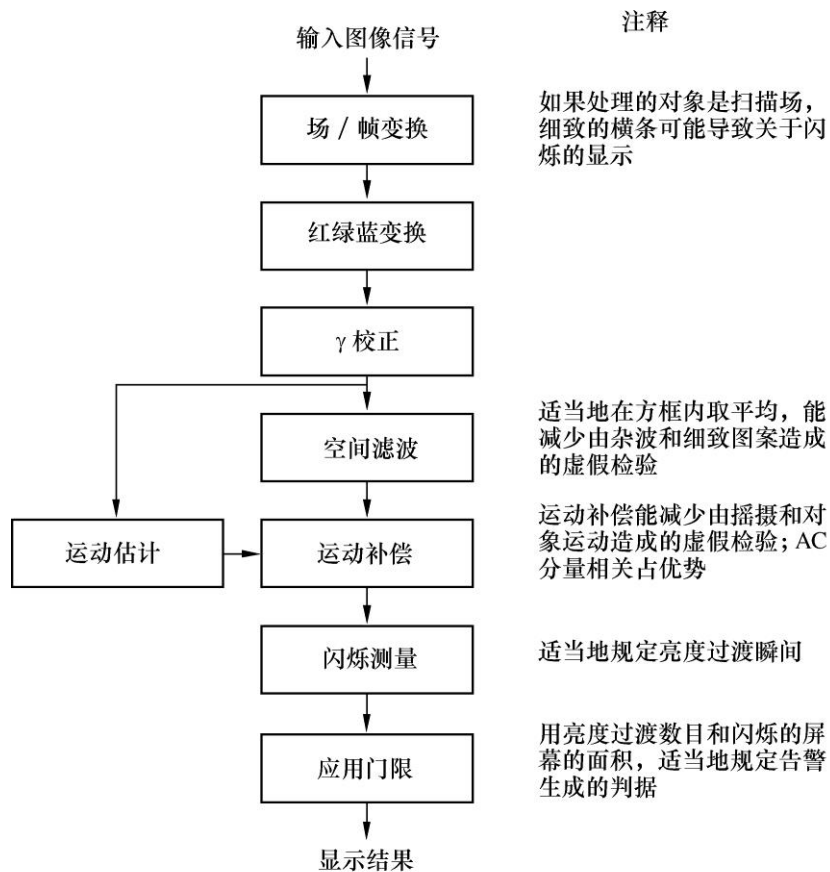 注释
输入图像信号
场 / 帧变换
如果处理的对象是扫描场，
细致的横条可能导致关于闪
烁的显示
红绿蓝变换
γ 校正
空间滤波
适当地在方框内取平均，能
减少由杂波和细致图案造成
的虚假检验
运动估计
运动补偿
运动补偿能减少由摇摄和对
象运动造成的虚假检验；AC
分量相关占优势
闪烁测量
适当地规定亮度过渡瞬间
应用门限
用亮度过渡数目和闪烁的屏
幕的面积，适当地规定告警
生成的判据
显示结果